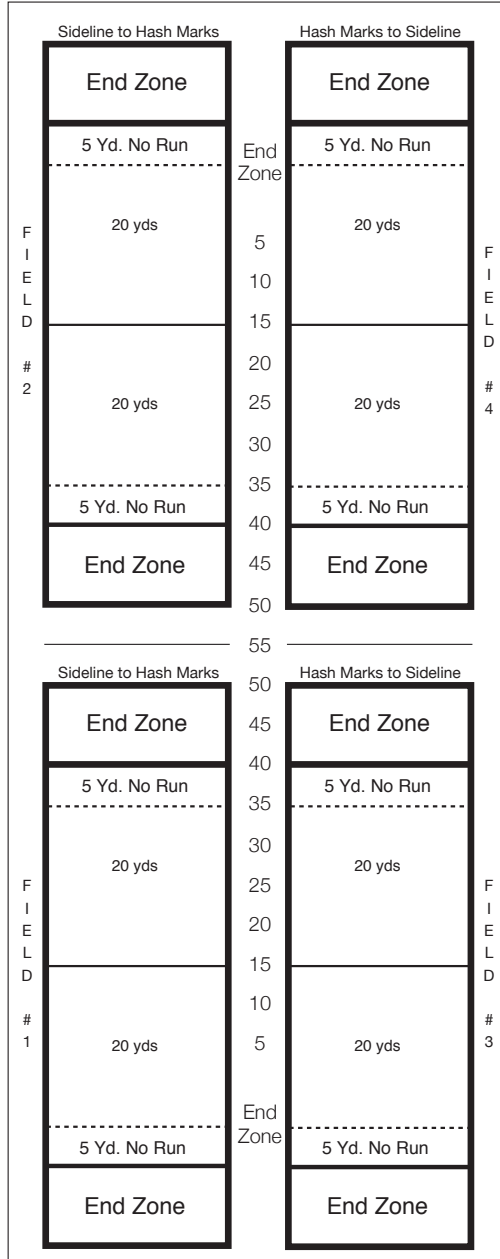 Sideline to Hash Marks
Hash Marks to Sideline
End Zone
End Zone
5 Yd. No Run
5 Yd. No Run
End
Zone
20 yds
20 yds
FIELD #2
FIELD #4
5
10
15
20
25
30
35
40
45
50
20 yds
20 yds
5 Yd. No Run
5 Yd. No Run
End Zone
End Zone
55
Sideline to Hash Marks
Hash Marks to Sideline
End Zone
End Zone
5 Yd. No Run
5 Yd. No Run
50
45
40
35
30
25
20
15
10
5
End
Zone
20 yds
20 yds
FIELD #1
FIELD #3
20 yds
20 yds
5 Yd. No Run
5 Yd. No Run
End Zone
End Zone